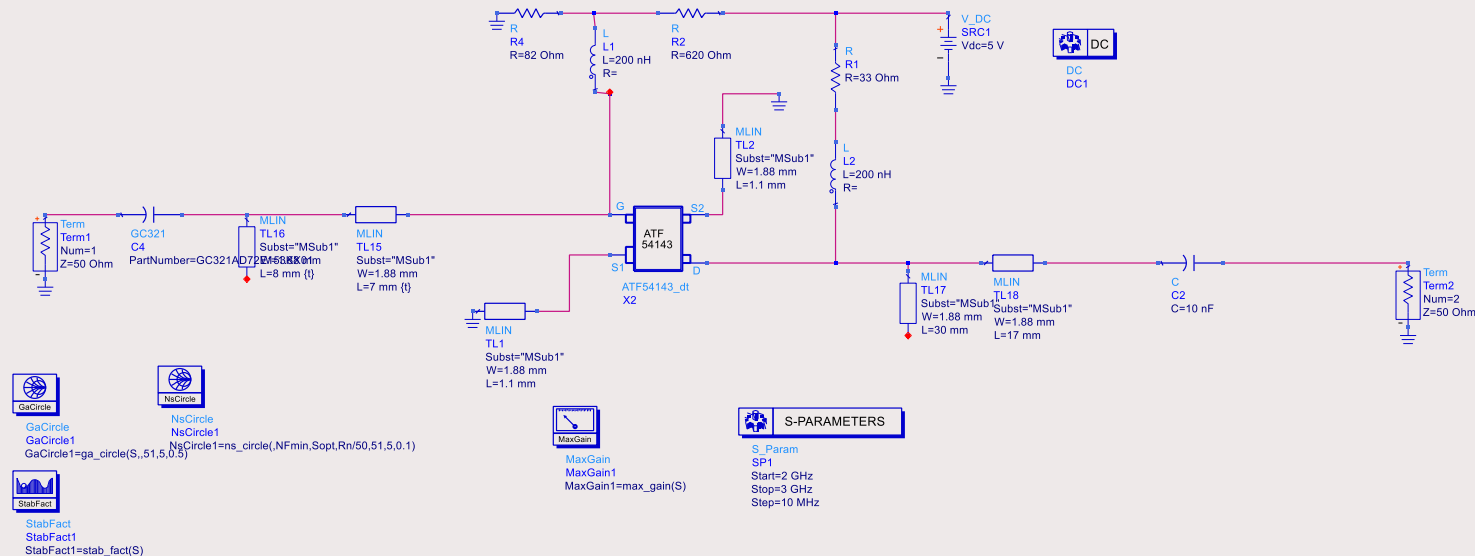 R
R4
R=82 Ohm
L
L1
L=200 nH
R=
R
R2
R=620 Ohm
R
R1
R=33 Ohm
V_DC
SRC1
Vdc=5 V
+
-
DC
DC
DC1
MLIN
TL2
Subst="MSub1"
W=1.88 mm
L=1.1 mm
L
L2
L=200 nH
R=
Term
Term1
Num=1
Z=50 Ohm
+
-
GC321
C4
MLIN
TL16
Subst="MSub1"
L=8 mm {t}
MLIN
TL15
Subst="MSub1"
W=1.88 mm
L=7 mm {t}
G
S2
S1
D
ATF
54143
ATF54143_dt
X2
MLIN
TL1
Subst="MSub1"
W=1.88 mm
L=1.1 mm
MLIN
TL17
Subst="MSub1"
W=1.88 mm
L=30 mm
MLIN
TL18
Subst="MSub1"
W=1.88 mm
L=17 mm
C
C2
C=10 nF
Term
Term2
Num=2
Z=50 Ohm
+
-
GaCircle
GaCircle
GaCircle1
GaCircle1=ga_circle(S,,51,5,0.5)
NsCircle
NsCircle
NsCircle1
NsCircle1=ns_circle(,NFmin,Sopt,Rn/50,51,5,0.1)
StabFact
StabFact
StabFact1
StabFact1=stab_fact(S)
MaxGain
MaxGain
MaxGain1
MaxGain1=max_gain(S)
S-PARAMETERS
S_Param
SP1
Start=2 GHz
Stop=3 GHz
Step=10 MHz